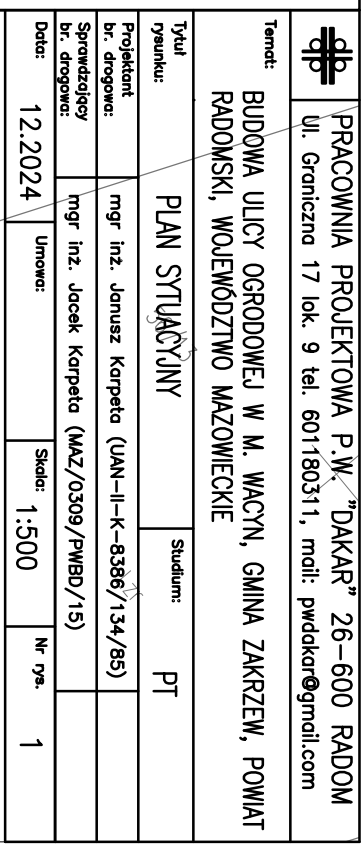 PRACOWNIA PROJEKTOWA P.W. "DAKAR" 26-600 RADOM
Ul. Graniczna 17 lok. 9 tel. 601180311, mail: pwdakar@gmail.com
Temat: BUDOWA ULICY OGRODOWEJ W M. WACYN, GMINA ZAKRZEW, POWIAT
RADOMSKI, WOJEWÓDZTWO MAZOWIECKIE
Tytuł
rysunku: PLAN SYTUACYJNY Studium: PT
Projektant
br. drogowa: mgr inż. Janusz Karpeta (UAN-II-K-8386/134/85)
Sprawdzający
br. drogowa: mgr inż. Jacek Karpeta (MAZ/0309/PWBD/15)
Data: 12.2024 Umowa: Skala: 1:500 Nr rys. 1